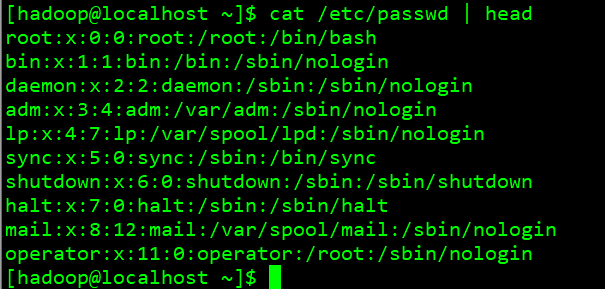 [hadoop@localhost ~]$ cat /etc/passwd | head
root:x:0:0:root:/root:/bin/bash
bin:x:1:1:bin:/bin:/sbin/nologin
daemon:x:2:2:daemon:/sbin:/sbin/nologin
adm:x:3:4:adm:/var/adm:/sbin/nologin
lp:x:4:7:lp:/var/spool/lpd:/sbin/nologin
sync:x:5:0:sync:/sbin:/bin/sync
shutdown:x:6:0:shutdown:/sbin:/sbin/shutdown
halt:x:7:0:halt:/sbin:/sbin/halt
mail:x:8:12:mail:/var/spool/mail:/sbin/nologin
operator:x:11:0:operator:/root:/sbin/nologin
[hadoop@localhost ~]$